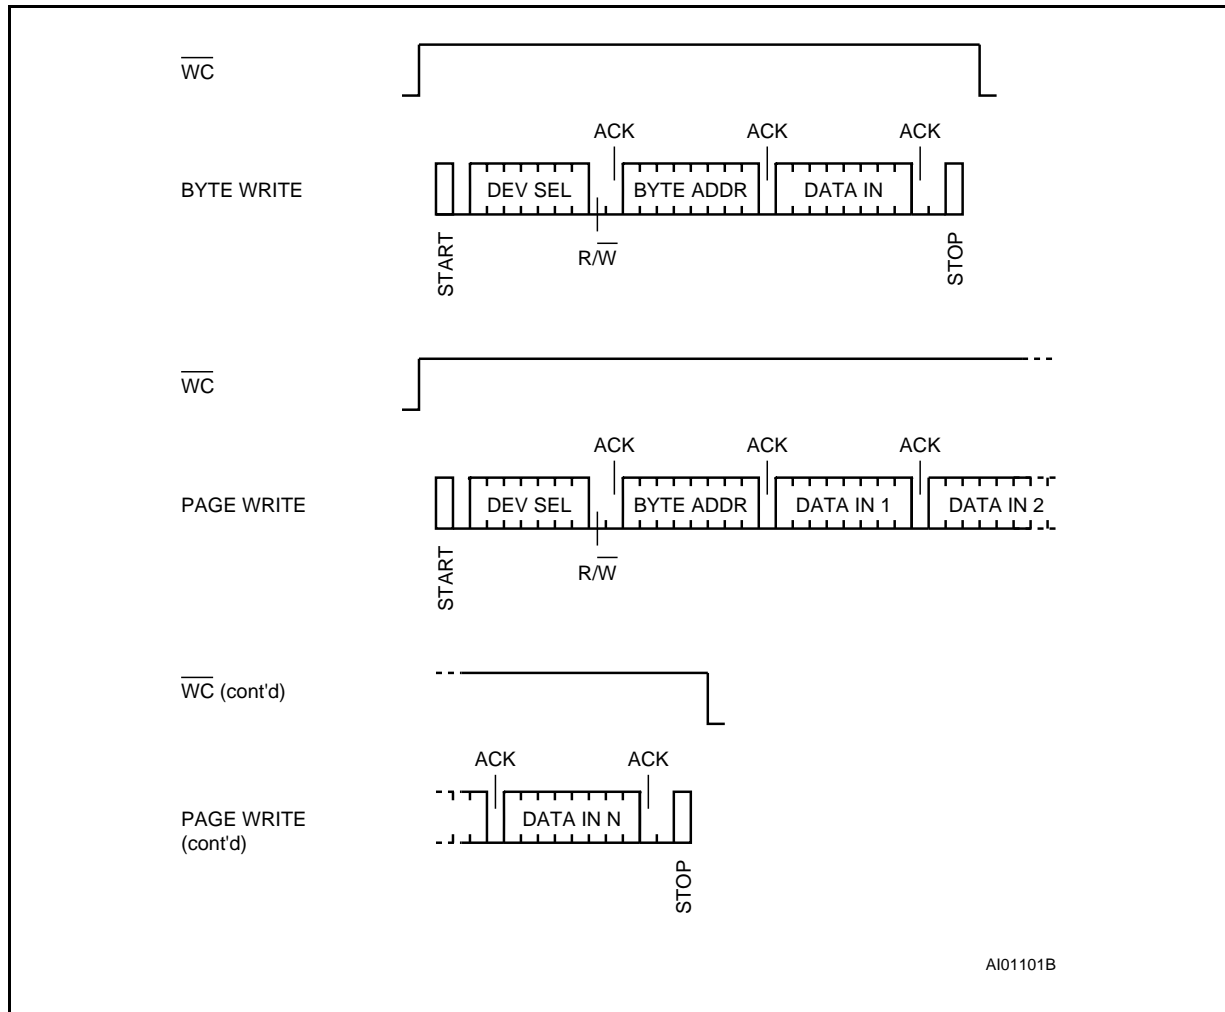 WC
ACK ACK ACK
BYTE WRITE
DEV SEL BYTE ADDR DATA IN
R/W
START
STOP
WC
ACK ACK ACK
PAGE WRITE
DEV SEL BYTE ADDR DATA IN 1 DATA IN 2
R/W
START
WC (cont'd)
ACK ACK
PAGE WRITE
(cont'd)
DATA IN N
STOP
AI01101B